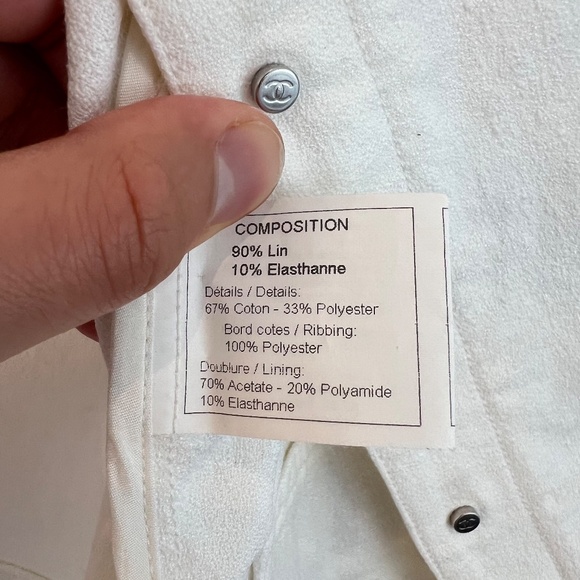 COMPOSITION
90% Lin
10% Elasthanne
Détails / Details:
67% Coton - 33% Polyester
Bord cotes / Ribbing:
100% Polyester
Doublure / Lining:
70% Acetate - 20% Polyamide
10% Elasthanne